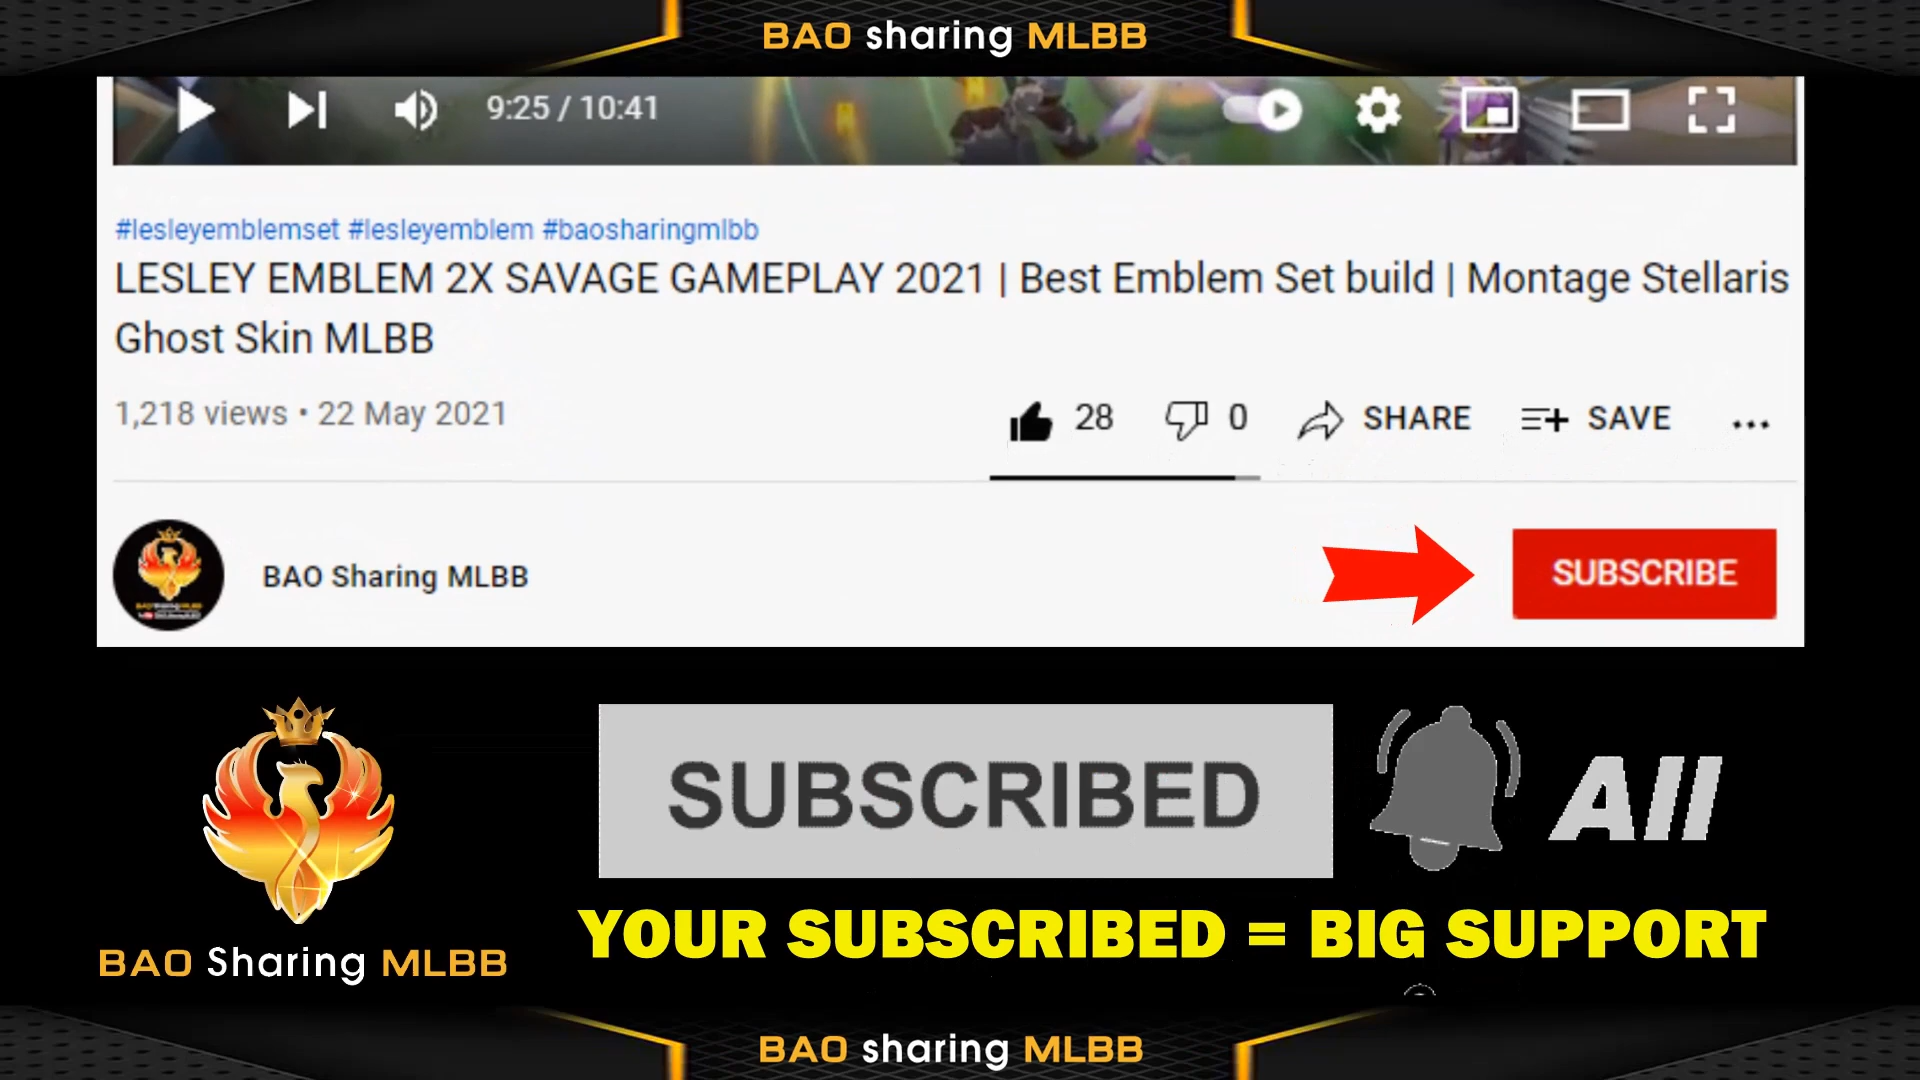 BAO sharing MLBB
9:25 / 10:41
#lesleyemblemset #lesleyemblem #baosharingmlbb
LESLEY EMBLEM 2X SAVAGE GAMEPLAY 2021 | Best Emblem Set build | Montage Stellaris
Ghost Skin MLBB
1,218 views • 22 May 2021
28
0
SHARE
SAVE
BAO Sharing MLBB
SUBSCRIBE
SUBSCRIBED
All
YOUR SUBSCRIBED = BIG SUPPORT
BAO Sharing MLBB
BAO sharing MLBB